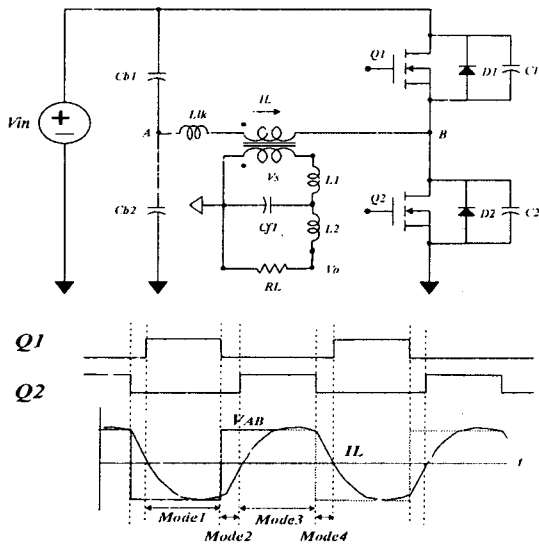 Q1
D1
C1
Cb1
Llk
IL
Vin
A
B
Vs
L1
Q2
D2
C2
Cb2
Cf1
L2
RL
Vo
Q1
Q2
VAB
IL
t
Mode1
Mode3
Mode2
Mode4